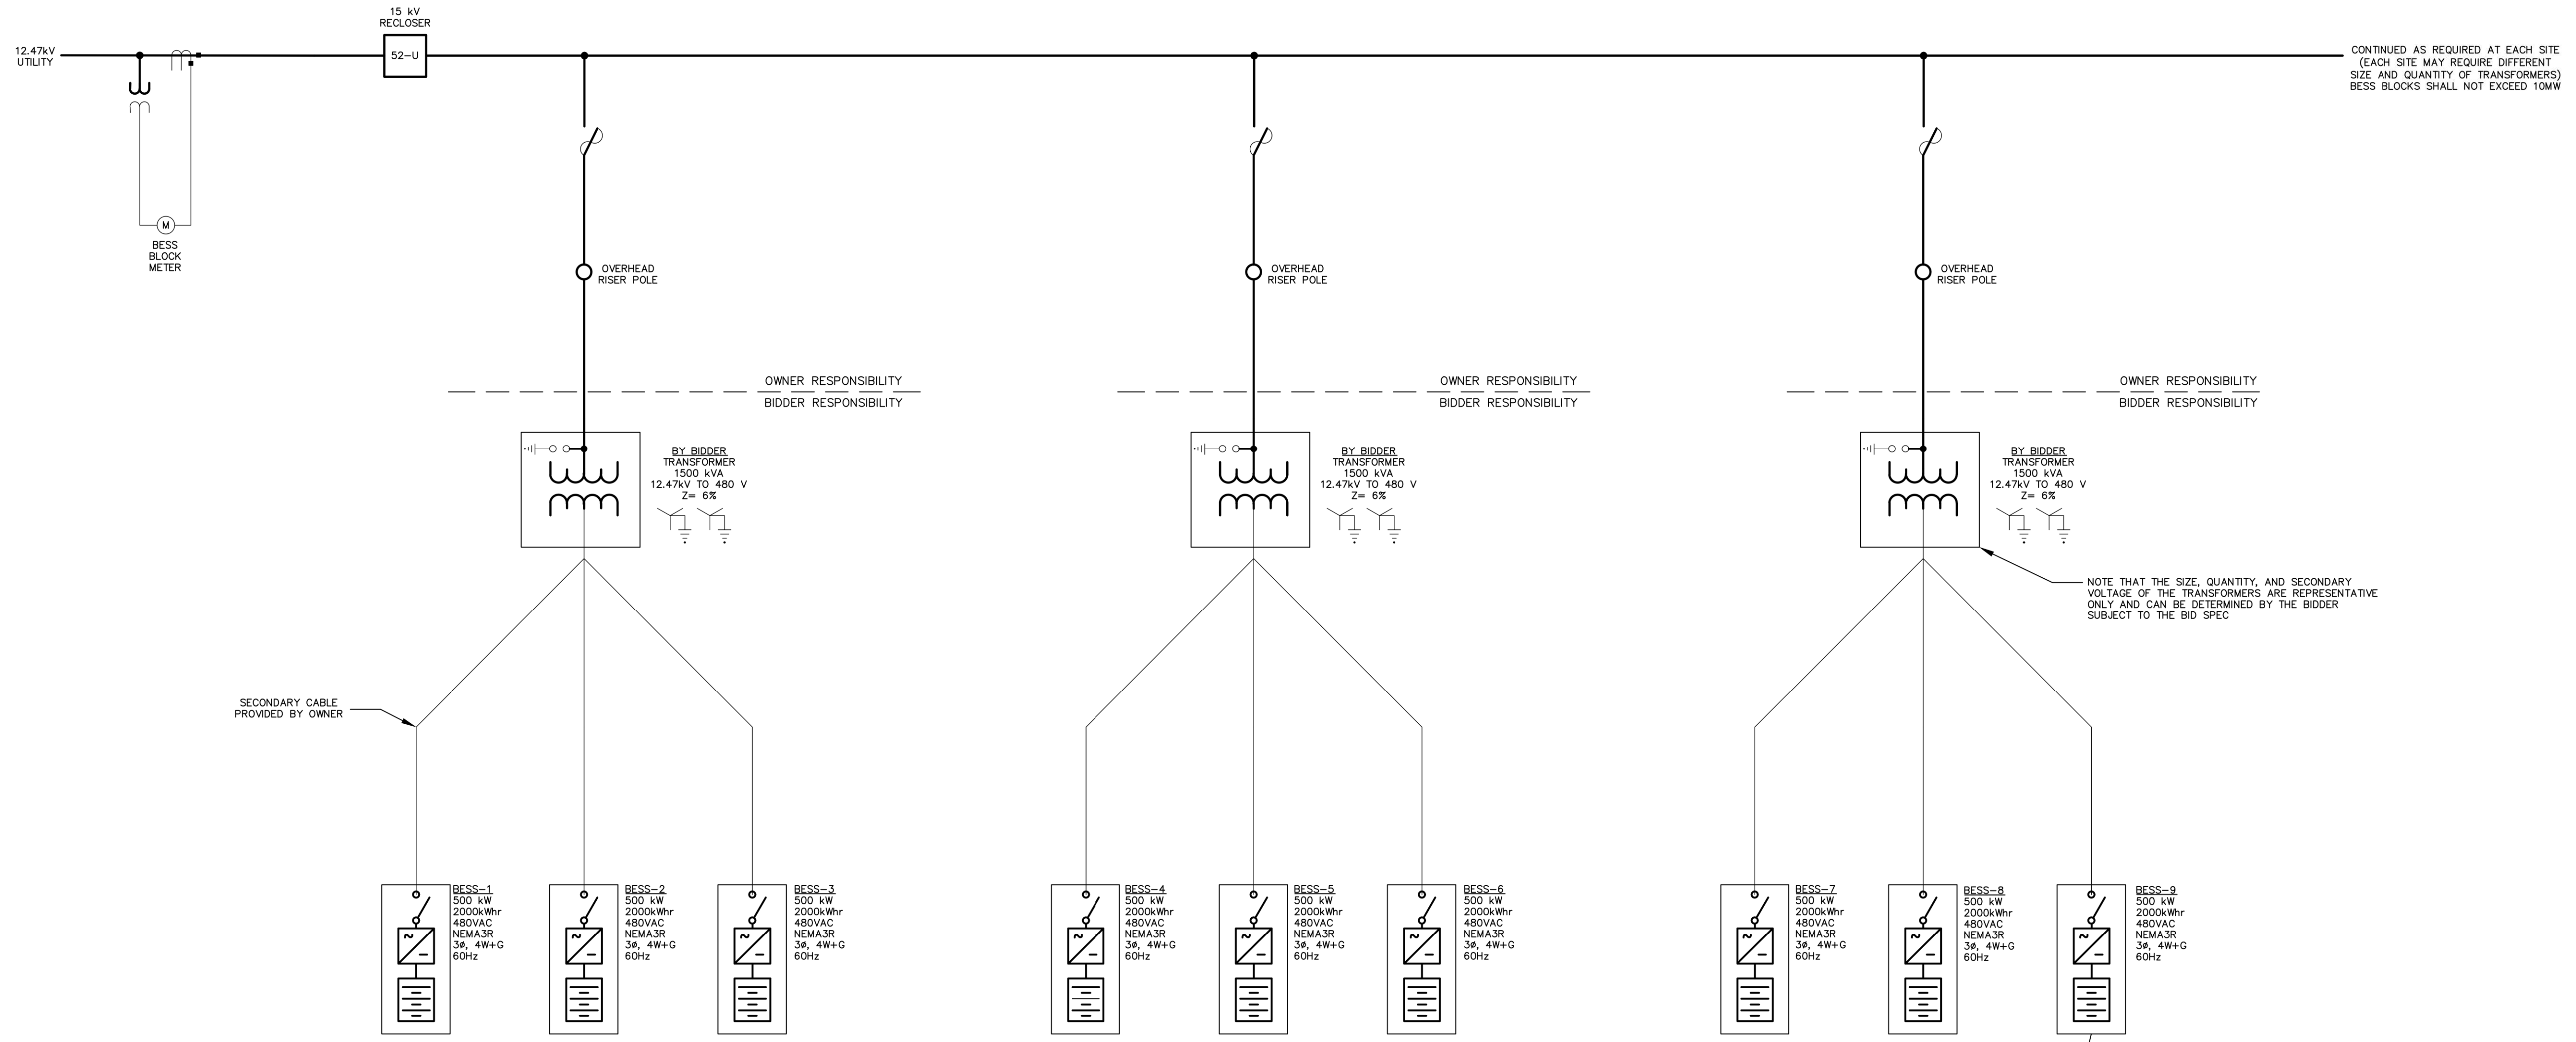 15 kV
RECLOSER
12.47kV
UTILITY
52-U
CONTINUED AS REQUIRED AT EACH SITE
(EACH SITE MAY REQUIRE DIFFERENT
SIZE AND QUANTITY OF TRANSFORMERS)
BESS BLOCKS SHALL NOT EXCEED 10MW
M
BESS
BLOCK
METER
OVERHEAD
RISER POLE
OVERHEAD
RISER POLE
OVERHEAD
RISER POLE
OWNER RESPONSIBILITY
BIDDER RESPONSIBILITY
OWNER RESPONSIBILITY
BIDDER RESPONSIBILITY
OWNER RESPONSIBILITY
BIDDER RESPONSIBILITY
BY BIDDER
TRANSFORMER
1500 kVA
12.47kV TO 480 V
Z= 6%
BY BIDDER
TRANSFORMER
1500 kVA
12.47kV TO 480 V
Z= 6%
BY BIDDER
TRANSFORMER
1500 kVA
12.47kV TO 480 V
Z= 6%
NOTE THAT THE SIZE, QUANTITY, AND SECONDARY
VOLTAGE OF THE TRANSFORMERS ARE REPRESENTATIVE
ONLY AND CAN BE DETERMINED BY THE BIDDER
SUBJECT TO THE BID SPEC
SECONDARY CABLE
PROVIDED BY OWNER
BESS-1
500 kW
2000kWhr
480VAC
NEMA3R
3ø, 4W+G
60Hz
BESS-2
500 kW
2000kWhr
480VAC
NEMA3R
3ø, 4W+G
60Hz
BESS-3
500 kW
2000kWhr
480VAC
NEMA3R
3ø, 4W+G
60Hz
BESS-4
500 kW
2000kWhr
480VAC
NEMA3R
3ø, 4W+G
60Hz
BESS-5
500 kW
2000kWhr
480VAC
NEMA3R
3ø, 4W+G
60Hz
BESS-6
500 kW
2000kWhr
480VAC
NEMA3R
3ø, 4W+G
60Hz
BESS-7
500 kW
2000kWhr
480VAC
NEMA3R
3ø, 4W+G
60Hz
BESS-8
500 kW
2000kWhr
480VAC
NEMA3R
3ø, 4W+G
60Hz
BESS-9
500 kW
2000kWhr
480VAC
NEMA3R
3ø, 4W+G
60Hz